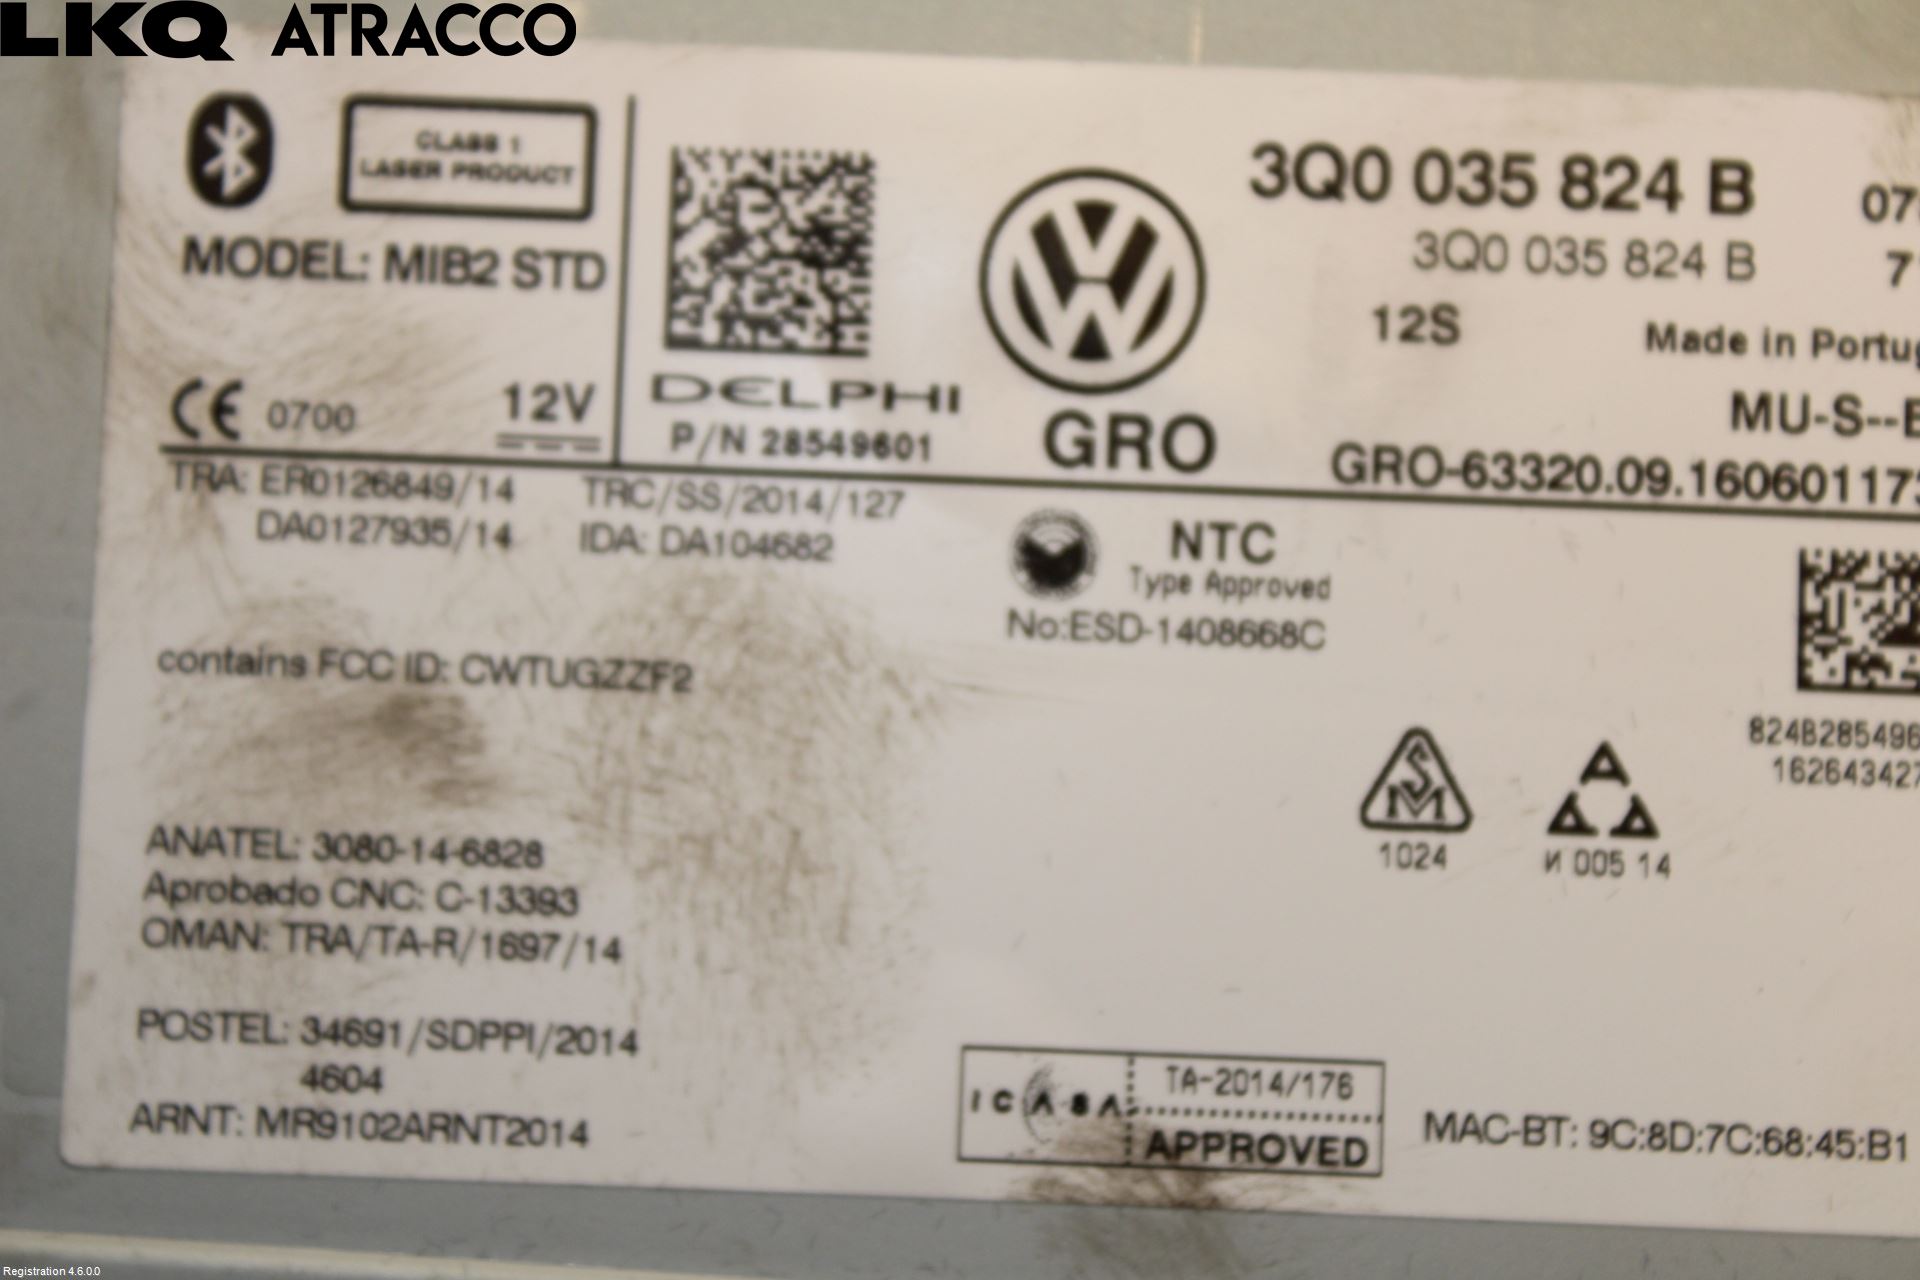 LKQ ATRACCO
CLASS 1
LASER PRODUCT
MODEL: MIB2 STD
CE 0700 12V
DELPHI
P/N 28549601
GRO
3Q0 035 824 B
3Q0 035 824 B
12S
Made in Portug
MU-S--E
GRO-63320.09.160601173
TRA: ER0126849/14
DA0127935/14
TRC/SS/2014/127
IDA: DA104682
NTC
Type Approved
No:ESD-1408668C
contains FCC ID: CWTUGZZF2
824B285496
162643427
SM
1024
И 005 14
ANATEL: 3080-14-6828
Aprobado CNC: C-13393
OMAN: TRA/TA-R/1697/14
POSTEL: 34691/SDPPI/2014
4604
ARNT: MR9102ARNT2014
ICASA
TA-2014/176
APPROVED
MAC-BT: 9C:8D:7C:68:45:B1
Registration 4.6.0.0